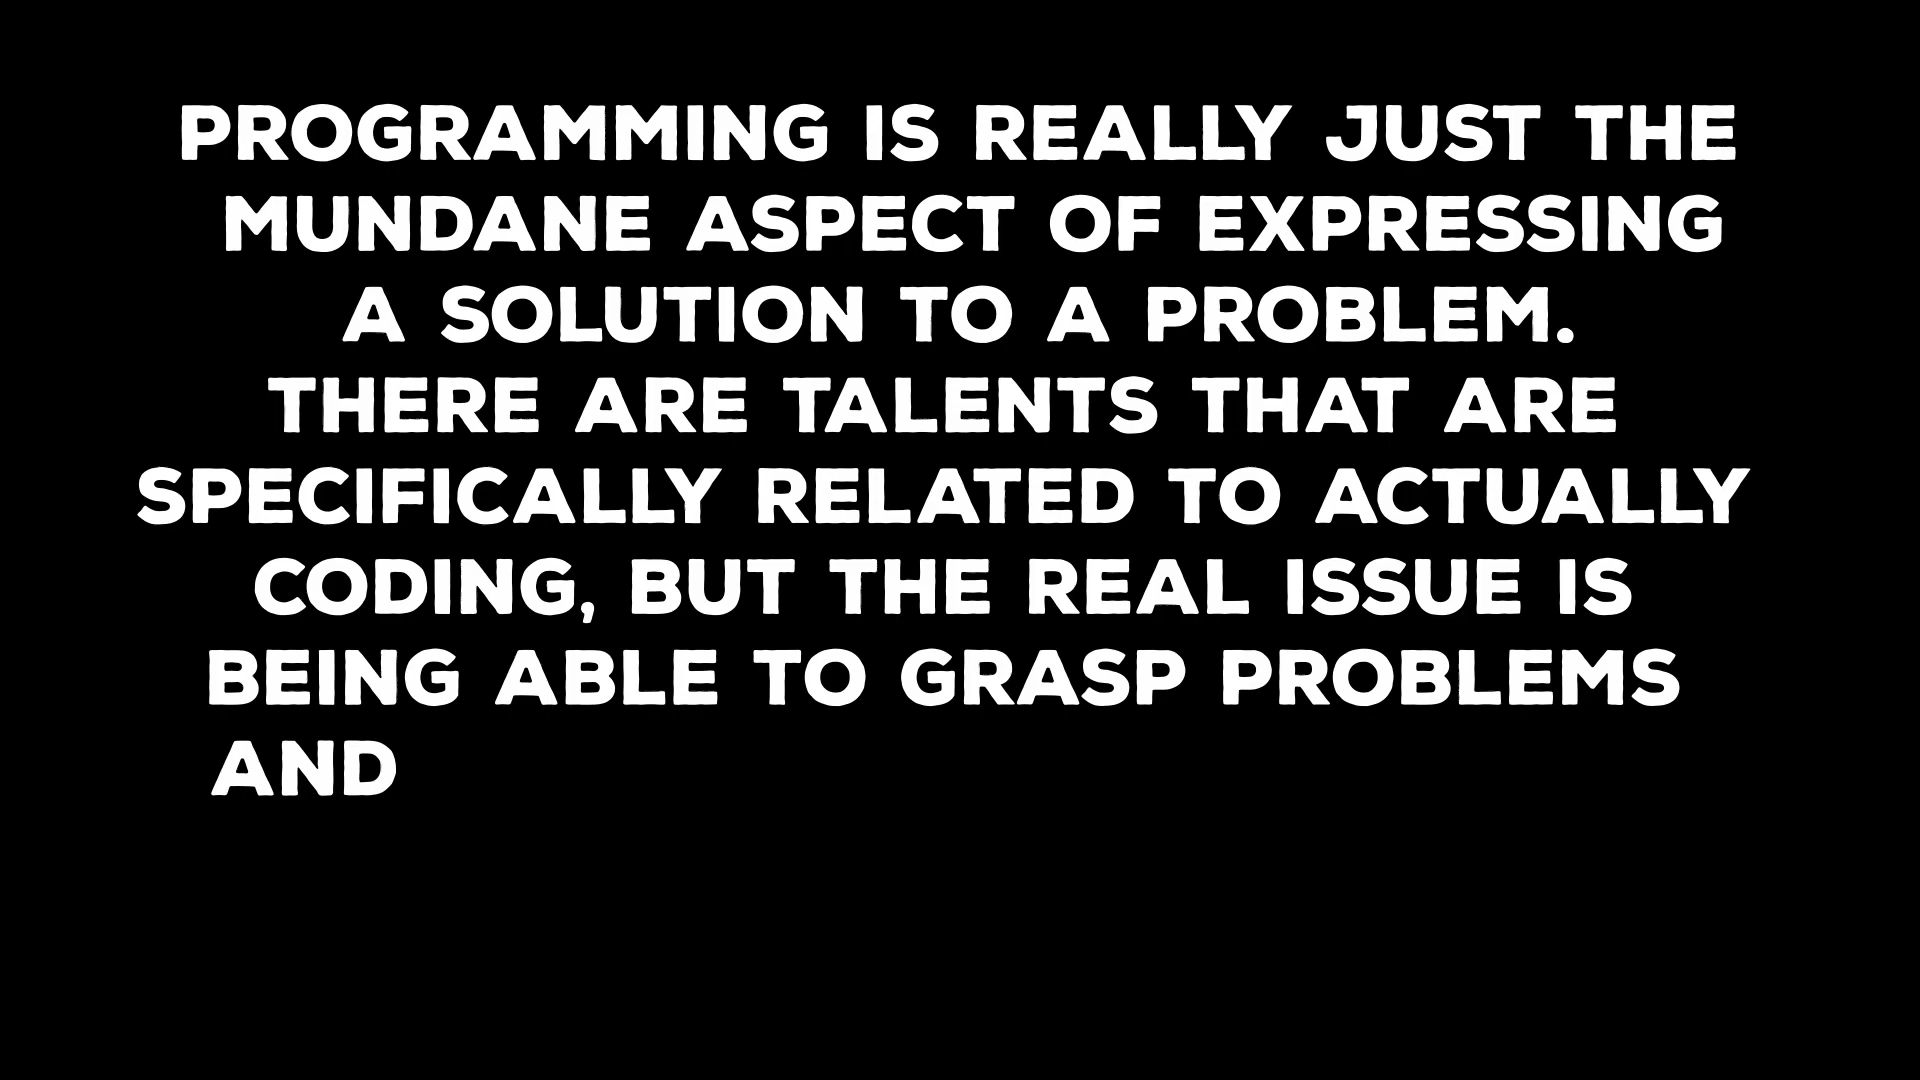 PROGRAMMING IS REALLY JUST THE
MUNDANE ASPECT OF EXPRESSING
A SOLUTION TO A PROBLEM.
THERE ARE TALENTS THAT ARE
SPECIFICALLY RELATED TO ACTUALLY
CODING, BUT THE REAL ISSUE IS
BEING ABLE TO GRASP PROBLEMS
AND